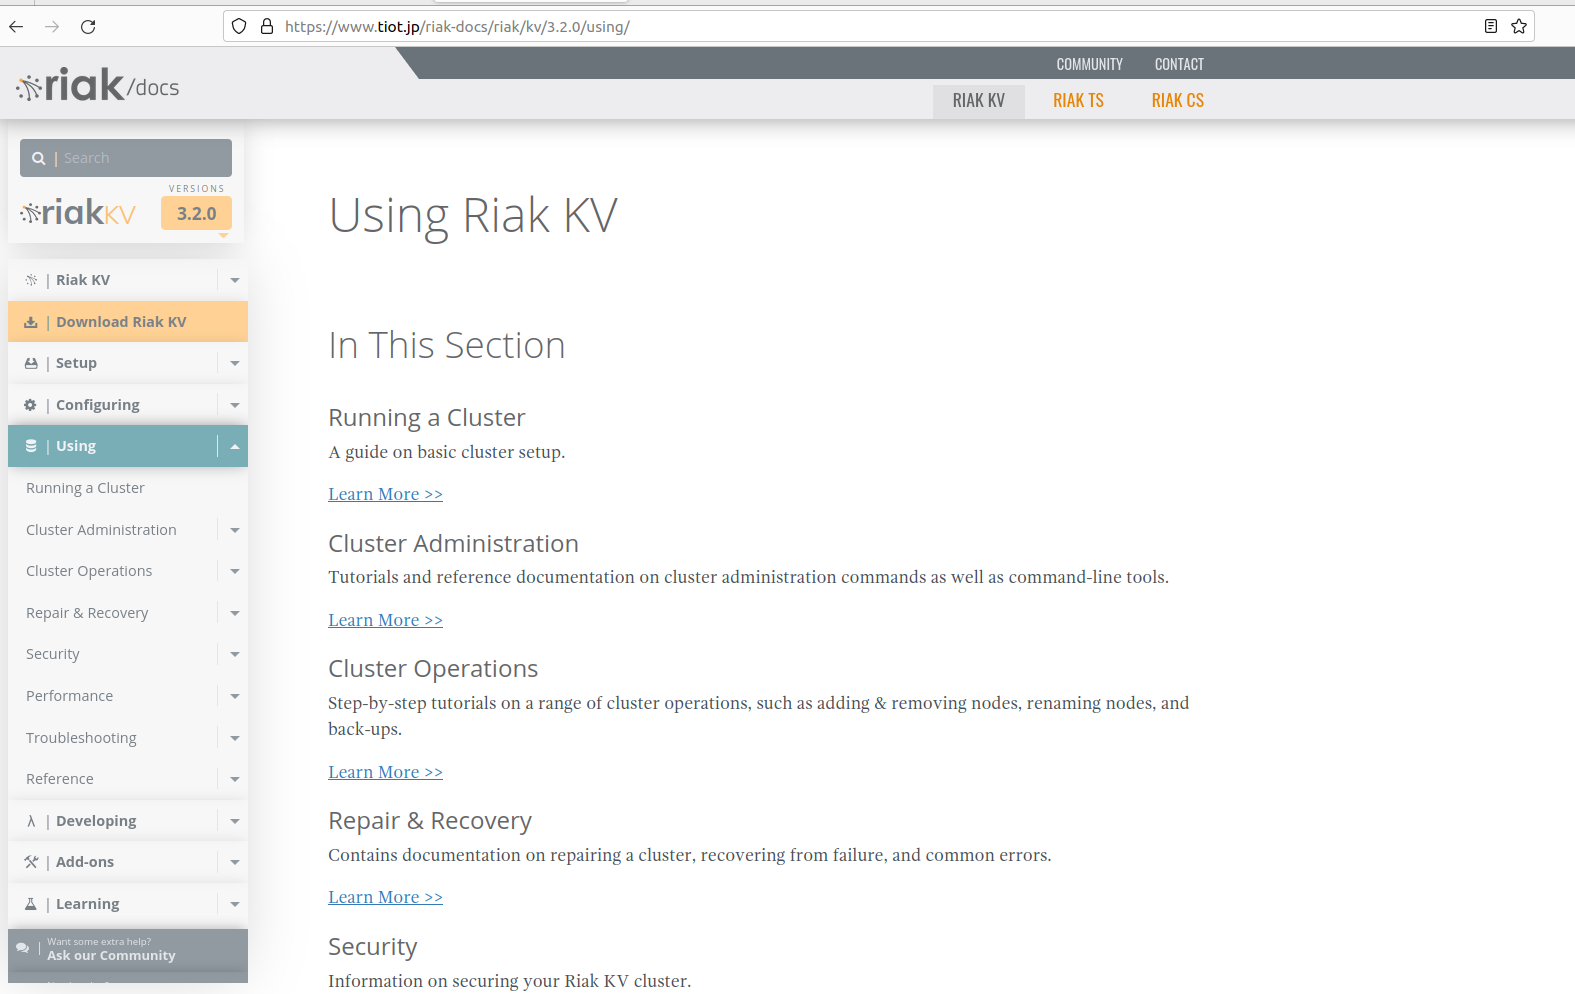 https://www.tiot.jp/riak-docs/riak/kv/3.2.0/using/
COMMUNITY CONTACT
riak/docs
RIAK KV RIAK TS RIAK CS
| Search
VERSIONS
riak KV 3.2.0
| Riak KV
| Download Riak KV
| Setup
| Configuring
| Using
Running a Cluster
Cluster Administration
Cluster Operations
Repair & Recovery
Security
Performance
Troubleshooting
Reference
λ | Developing
| Add-ons
| Learning
Want some extra help?
| Ask our Community
Using Riak KV
In This Section
Running a Cluster
A guide on basic cluster setup.
Learn More >>
Cluster Administration
Tutorials and reference documentation on cluster administration commands as well as command-line tools.
Learn More >>
Cluster Operations
Step-by-step tutorials on a range of cluster operations, such as adding & removing nodes, renaming nodes, and
back-ups.
Learn More >>
Repair & Recovery
Contains documentation on repairing a cluster, recovering from failure, and common errors.
Learn More >>
Security
Information on securing your Riak KV cluster.